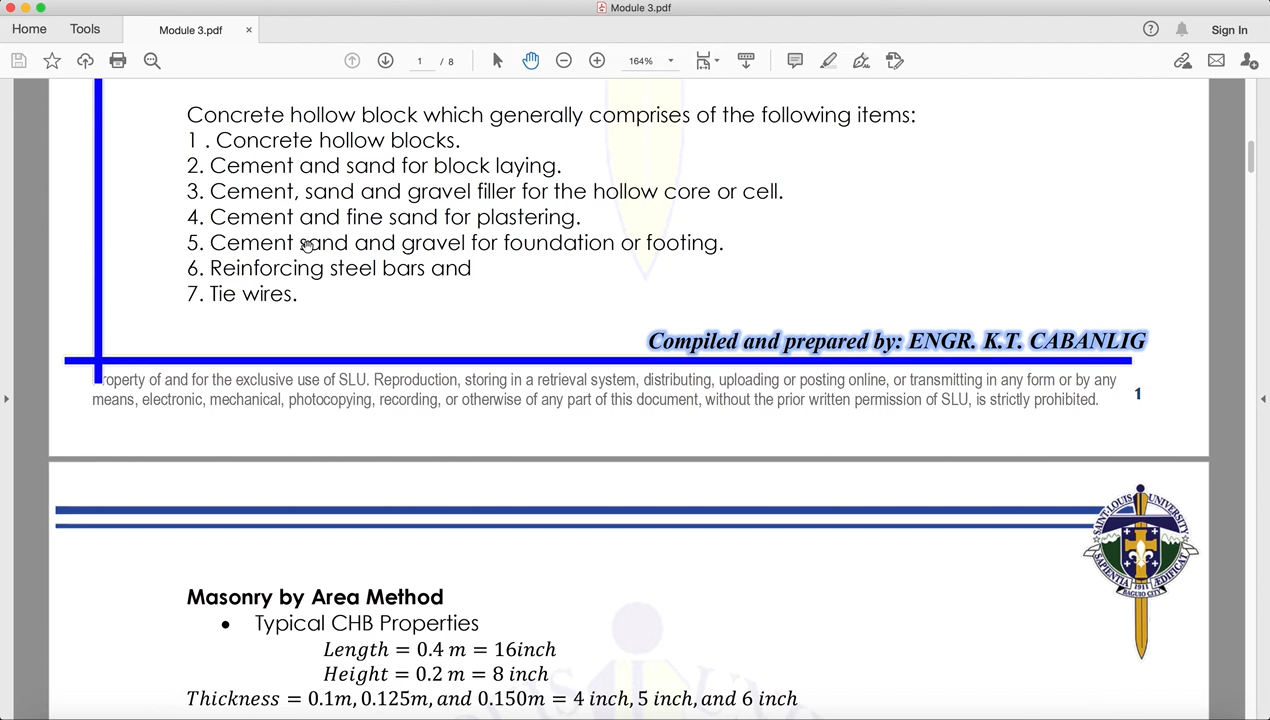 Module 3.pdf
Home Tools Module 3.pdf × Sign In
1 / 8 164%
Concrete hollow block which generally comprises of the following items:
1 . Concrete hollow blocks.
2. Cement and sand for block laying.
3. Cement, sand and gravel filler for the hollow core or cell.
4. Cement and fine sand for plastering.
5. Cement sand and gravel for foundation or footing.
6. Reinforcing steel bars and
7. Tie wires.
Compiled and prepared by: ENGR. K.T. CABANLIG
roperty of and for the exclusive use of SLU. Reproduction, storing in a retrieval system, distributing, uploading or posting online, or transmitting in any form or by any
means, electronic, mechanical, photocopying, recording, or otherwise of any part of this document, without the prior written permission of SLU, is strictly prohibited.
1
SAINT LOUIS UNIVERSITY
SAPIENTIA ÆDIFICAT
1911
BAGUIO CITY
Masonry by Area Method
• Typical CHB Properties
Length = 0.4 m = 16inch
Height = 0.2 m = 8 inch
Thickness = 0.1m, 0.125m, and 0.150m = 4 inch, 5 inch, and 6 inch